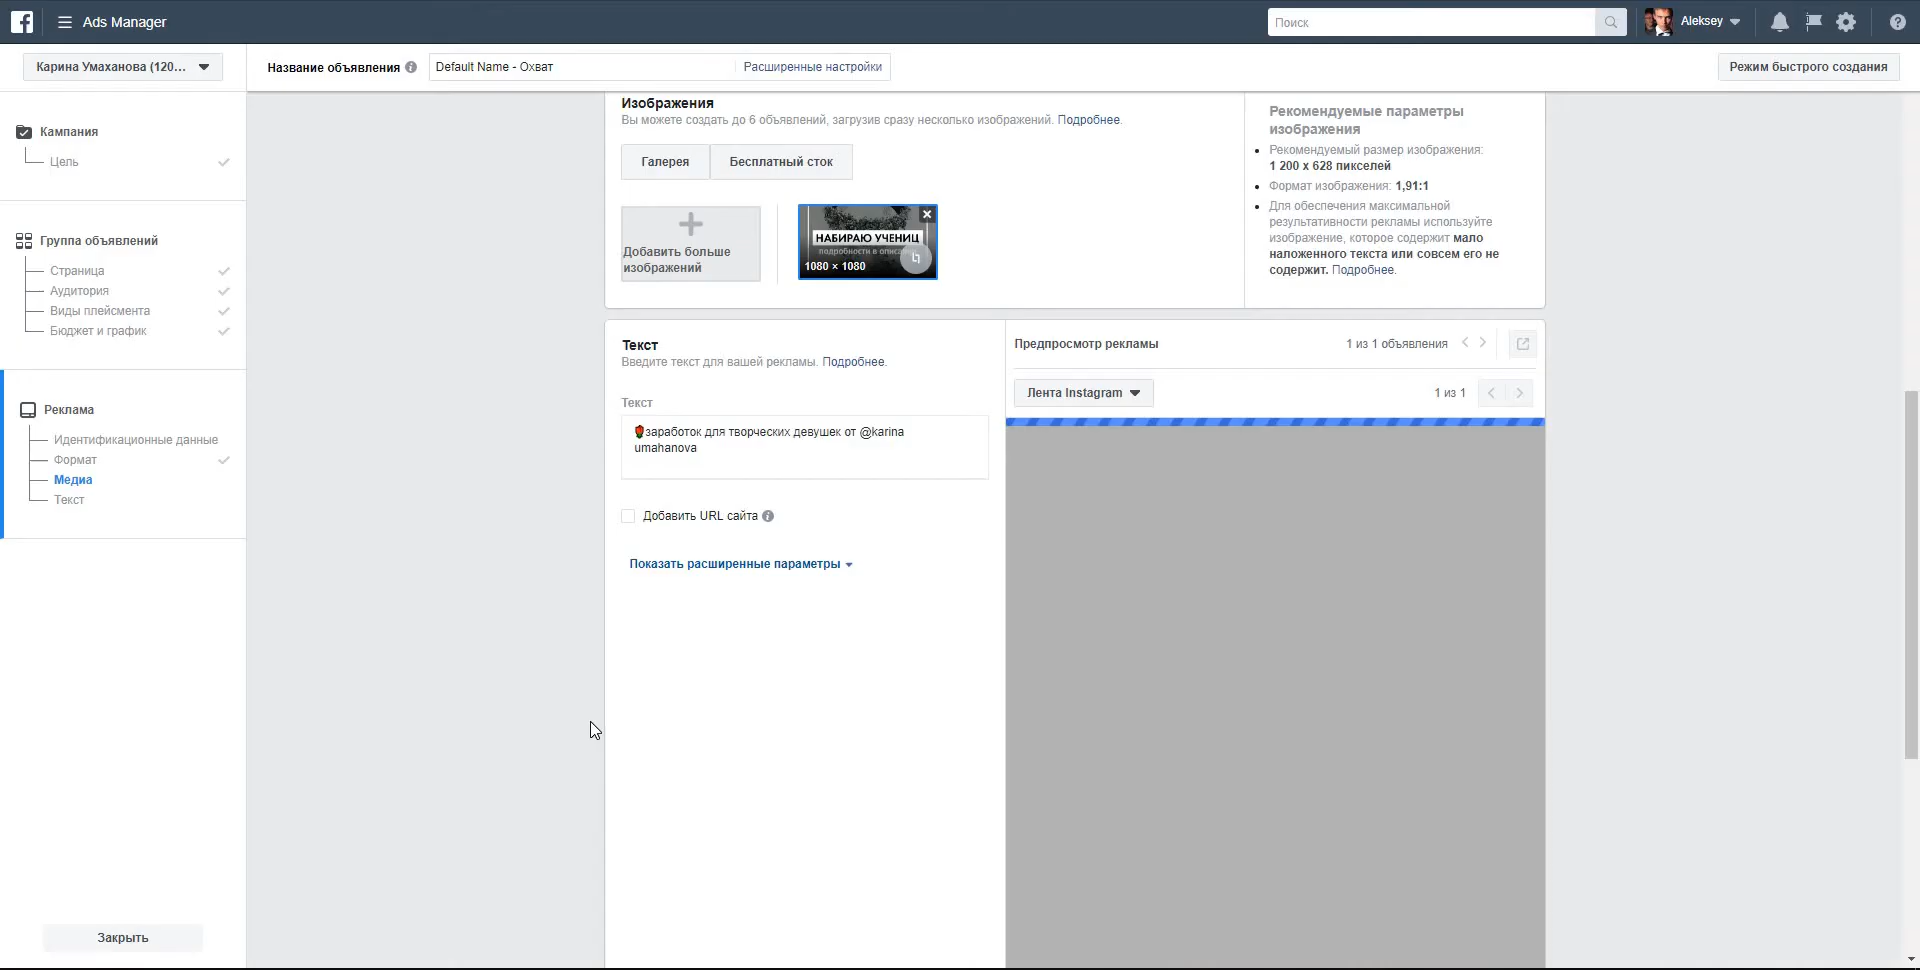 Ads Manager
Поиск
Aleksey
Карина Умаханова (120...
Название объявления
Default Name - Охват
Расширенные настройки
Режим быстрого создания
Кампания
Цель
Группа объявлений
Страница
Аудитория
Виды плейсмента
Бюджет и график
Реклама
Идентификационные данные
Формат
Медиа
Текст
Закрыть
Изображения
Вы можете создать до 6 объявлений, загрузив сразу несколько изображений. Подробнее.
Галерея
Бесплатный сток
Добавить больше
изображений
НАБИРАЮ УЧЕНИЦ
подробности в описании
1080 × 1080
Рекомендуемые параметры
изображения
Рекомендуемый размер изображения:
1 200 x 628 пикселей
Формат изображения: 1,91:1
Для обеспечения максимальной
результативности рекламы используйте
изображение, которое содержит мало
наложенного текста или совсем его не
содержит. Подробнее.
Текст
Введите текст для вашей рекламы. Подробнее.
Текст
🌹заработок для творческих девушек от @karina
umahanova
Добавить URL сайта
Показать расширенные параметры
Предпросмотр рекламы
1 из 1 объявления
Лента Instagram
1 из 1